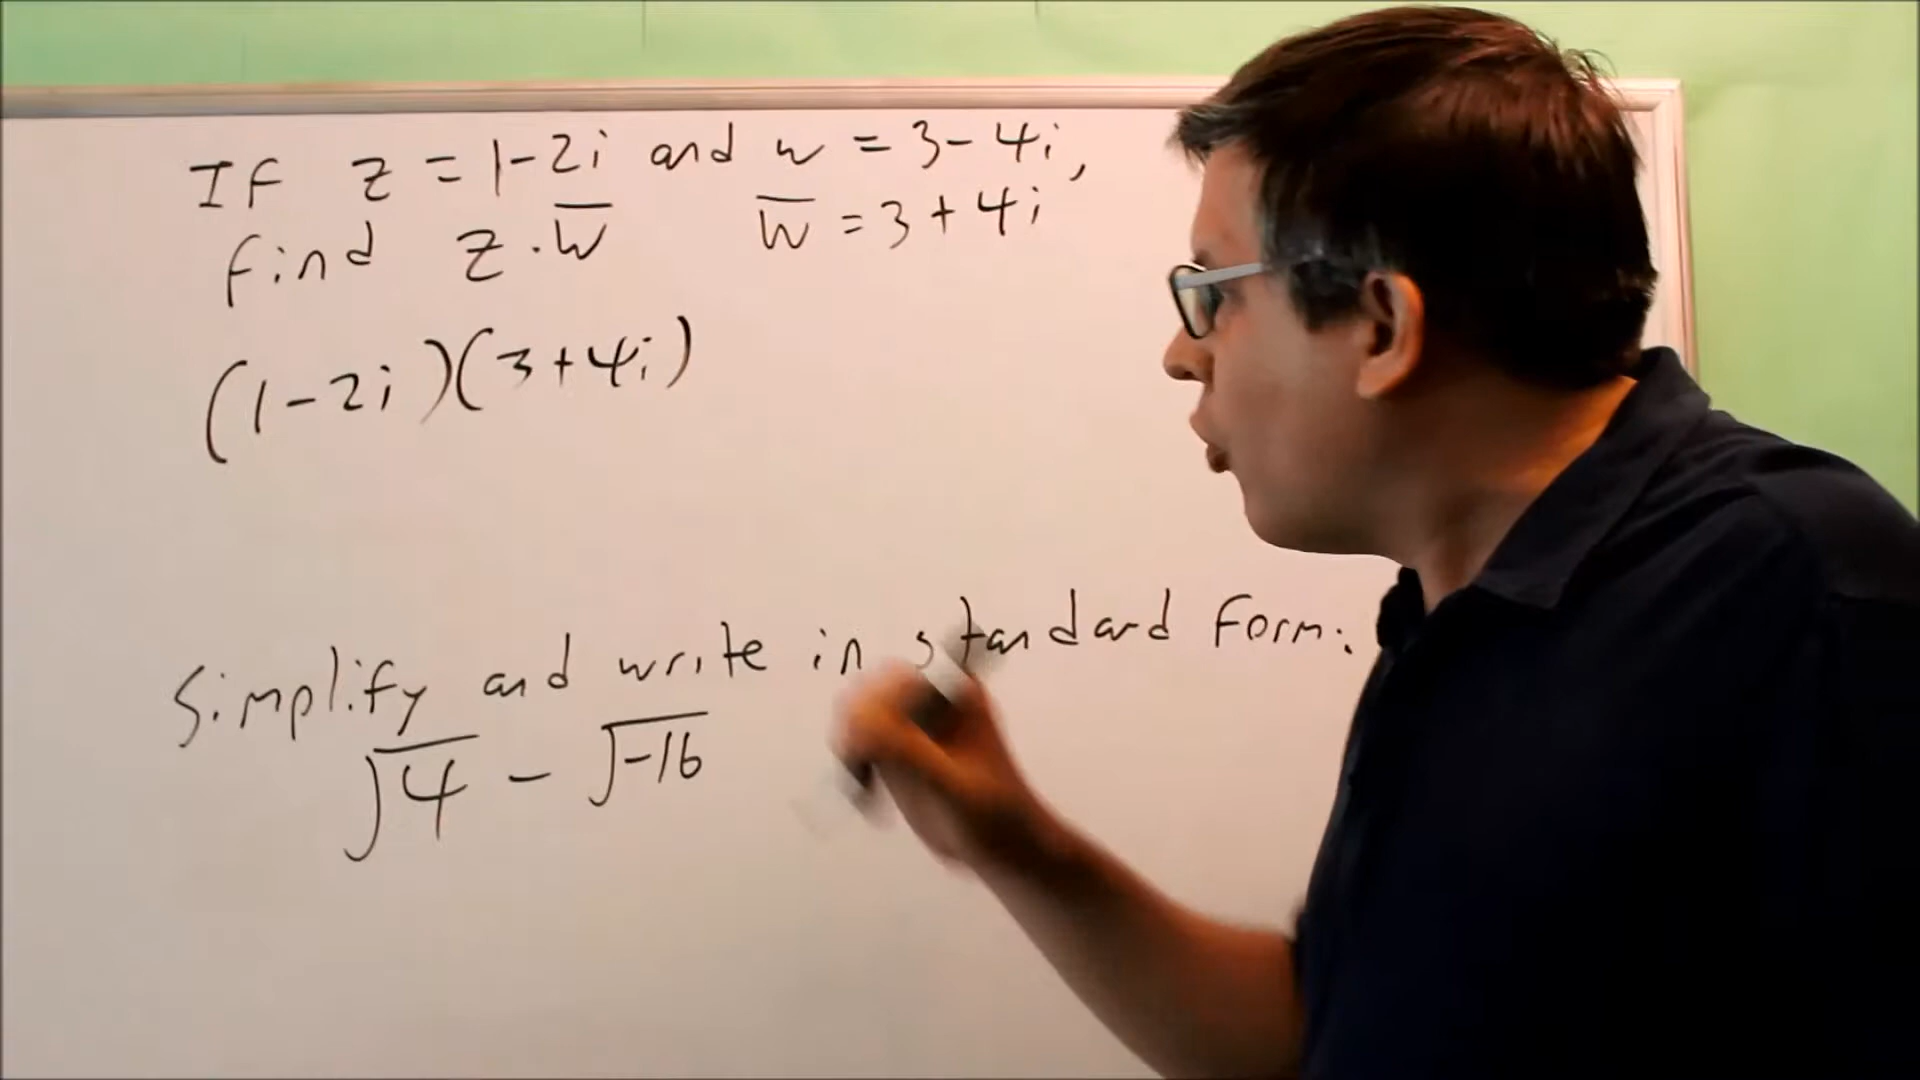 If z = 1-2i and w = 3-4i,
find z·w̅ w̅ = 3+4i
(1-2i)(3+4i)
Simplify and write in standard form:
√4 - √-16